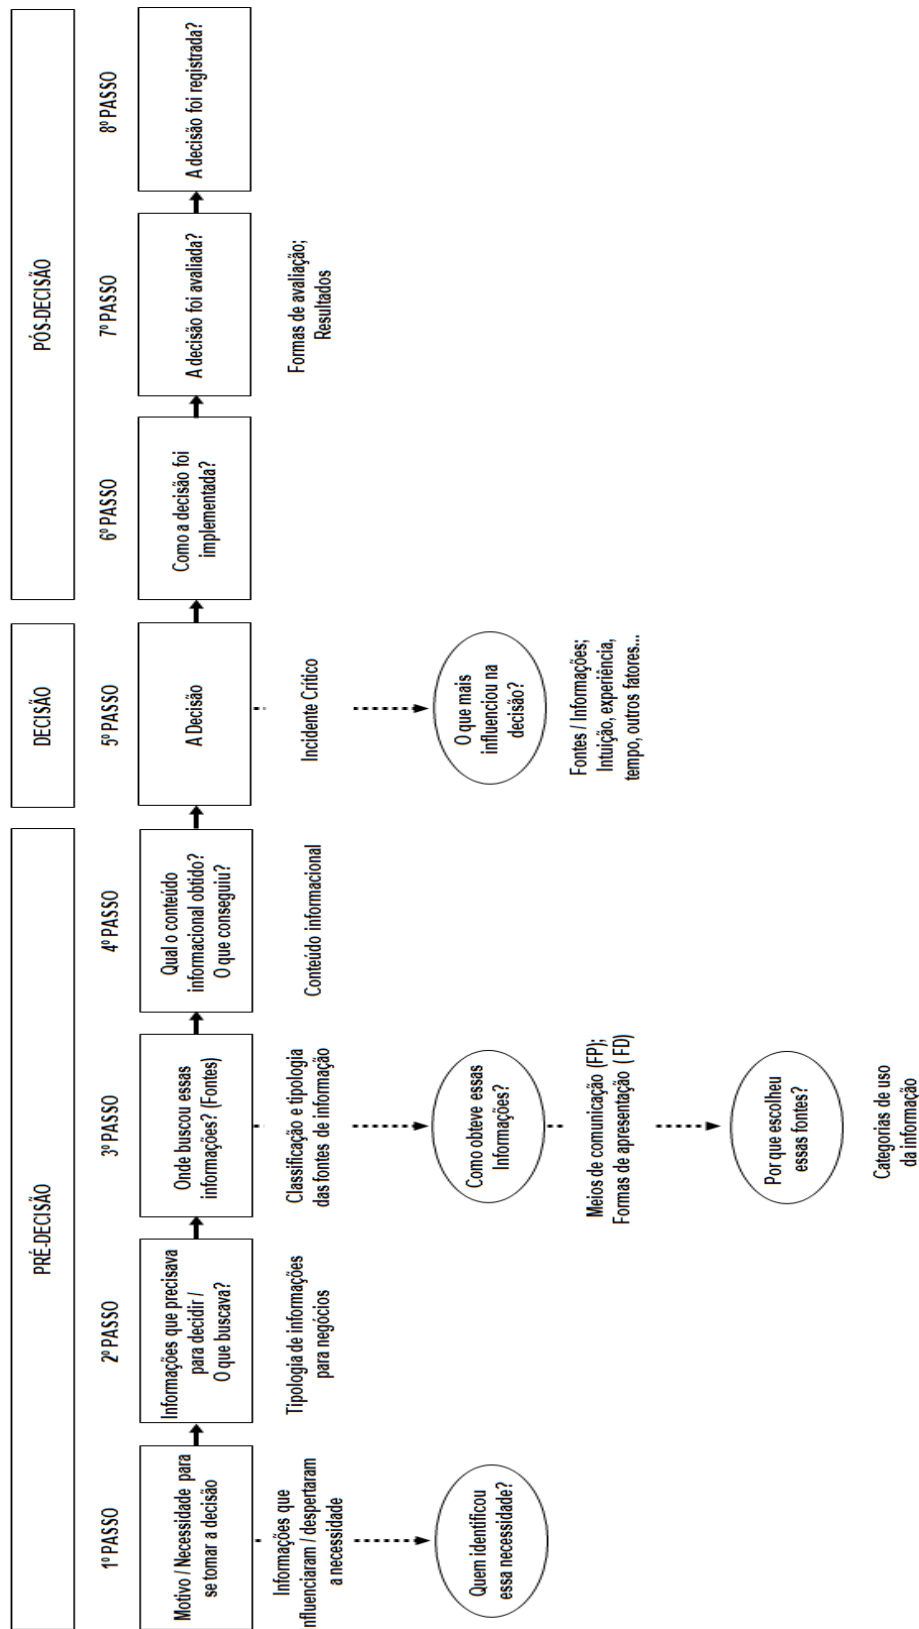 PRÉ-DECISÃO
DECISÃO
PÓS-DECISÃO
1º PASSO
2º PASSO
3º PASSO
4º PASSO
5º PASSO
6º PASSO
7º PASSO
8º PASSO
Motivo / Necessidade para
se tomar a decisão
Informações que precisava
para decidir /
O que buscava?
Onde buscou essas
informações? (Fontes)
Qual o conteúdo
informacional obtido?
O que conseguiu?
A Decisão
Como a decisão foi
implementada?
A decisão foi avaliada?
A decisão foi registrada?
Informações que
nfluenciaram / despertaram
a necessidade
Tipologia de informações
para negócios
Classificação e tipologia
das fontes de informação
Conteúdo informacional
Incidente Crítico
Formas de avaliação;
Resultados
Quem identificou
essa necessidade?
Como obteve essas
Informações?
O que mais
influenciou na
decisão?
Meios de comunicação (FP);
Formas de apresentação ( FD)
Fontes / Informações;
Intuição, experiência,
tempo, outros fatores...
Por que escolheu
essas fontes?
Categorias de uso
da informação